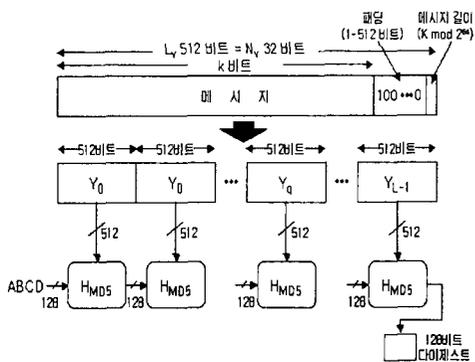 패딩 메시지 길이
(1-512비트) (K mod 2⁶⁴)
L, 512 비트 = N, 32 비트
k 비트
메 시 지 100•••0
512비트 512비트 512비트 512비트
Y₀ Y₀ ••• Y_q ••• Y_L-1
512 512 512 512
ABCD 128 H_MD5 128 H_MD5 128 H_MD5 128 H_MD5
128비트
다이제스트